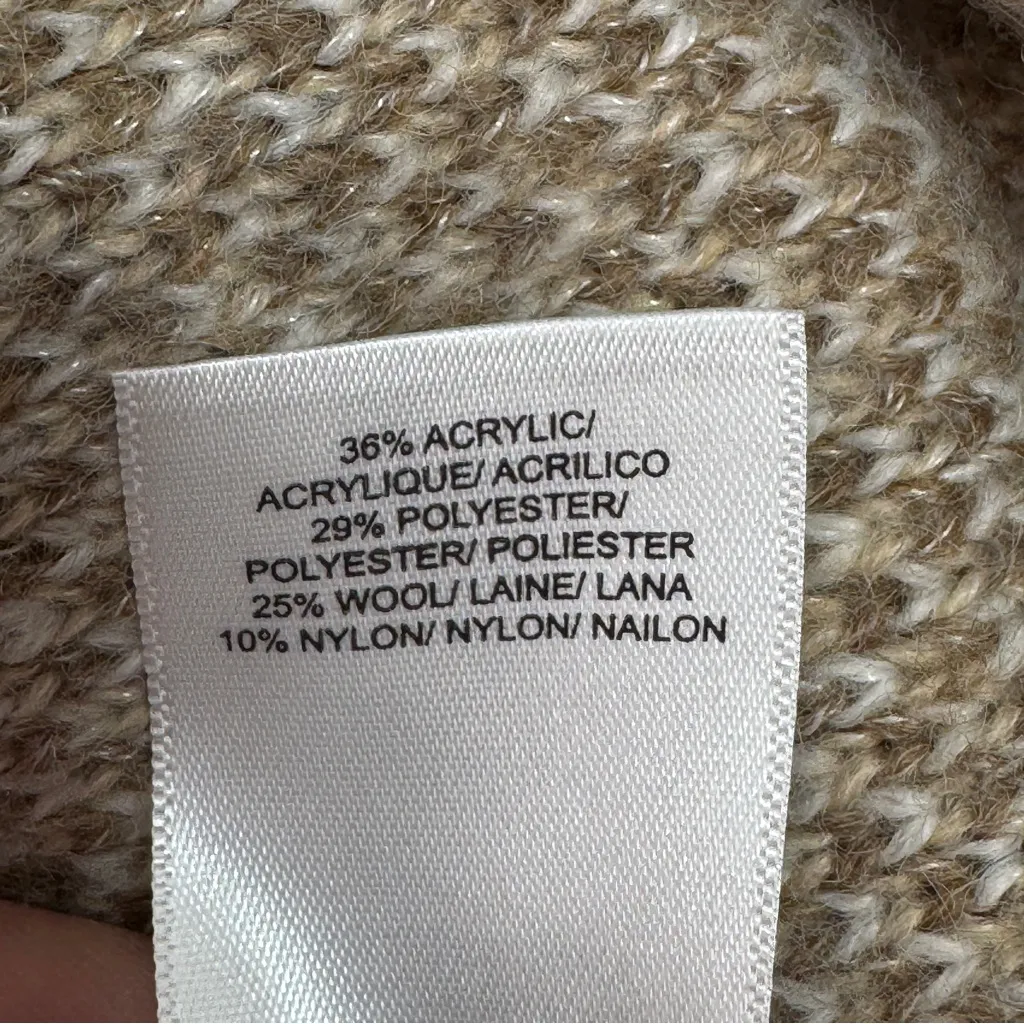 36% ACRYLIC/
ACRYLIQUE/ ACRILICO
29% POLYESTER/
POLYESTER/ POLIESTER
25% WOOL/ LAINE/ LANA
10% NYLON/ NYLON/ NAILON